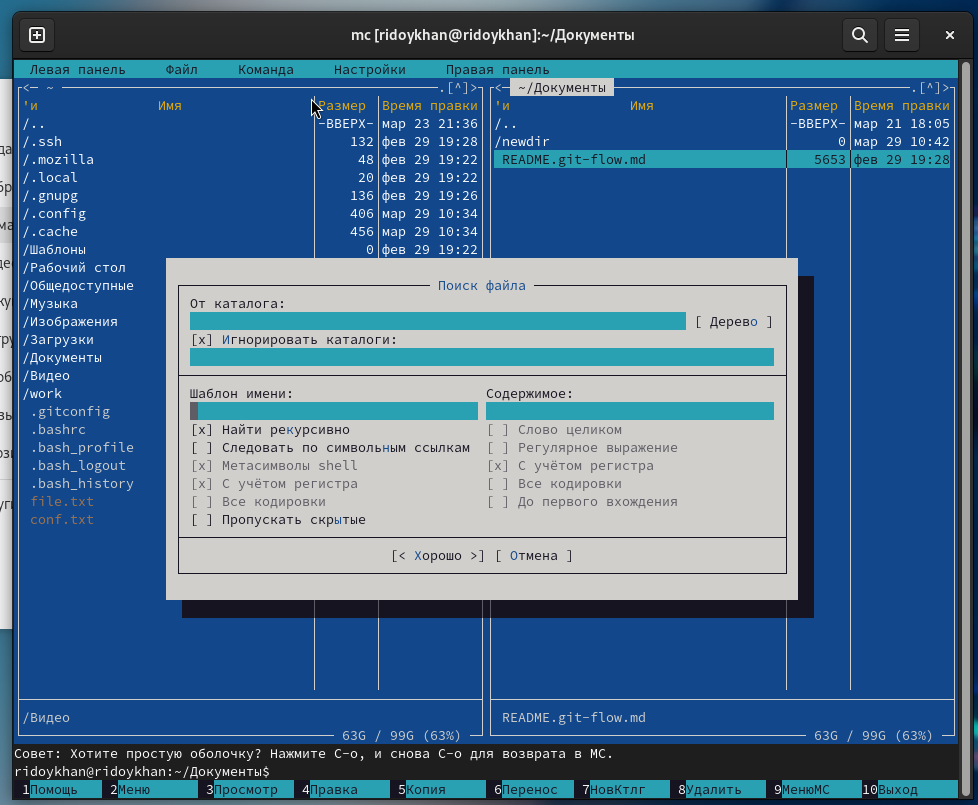 mc [ridoykhan@ridoykhan]:~/Документы
Левая панель Файл Команда Настройки Правая панель
<— ~ .[^]> <— ~/Документы .[^]>
'и Имя Размер Время правки 'и Имя Размер Время правки
/.. -ВВЕРХ- мар 23 21:36 /.. -ВВЕРХ- мар 21 18:05
/.ssh 132 фев 29 19:28 /newdir 0 мар 29 10:42
/.mozilla 48 фев 29 19:22 README.git-flow.md 5653 фев 29 19:28
/.local 20 фев 29 19:22
/.gnupg 136 фев 29 19:26
/.config 406 мар 29 10:34
/.cache 456 мар 29 10:34
/Шаблоны 0 фев 29 19:22
/Рабочий стол
/Общедоступные
/Музыка
/Изображения
/Загрузки
/Документы
/Видео
/work
.gitconfig
.bashrc
.bash_profile
.bash_logout
.bash_history
file.txt
conf.txt
Поиск файла
От каталога:
[ Дерево ]
[x] Игнорировать каталоги:
Шаблон имени: Содержимое:
[x] Найти рекурсивно [ ] Слово целиком
[ ] Следовать по символьным ссылкам [ ] Регулярное выражение
[x] Метасимволы shell [x] С учётом регистра
[x] С учётом регистра [ ] Все кодировки
[ ] Все кодировки [ ] До первого вхождения
[ ] Пропускать скрытые
[< Хорошо >] [ Отмена ]
/Видео README.git-flow.md
63G / 99G (63%) 63G / 99G (63%)
Совет: Хотите простую оболочку? Нажмите C-o, и снова C-o для возврата в MC.
ridoykhan@ridoykhan:~/Документы$
1Помощь 2Меню 3Просмотр 4Правка 5Копия 6Перенос 7НовКтлг 8Удалить 9МенюMC 10Выход